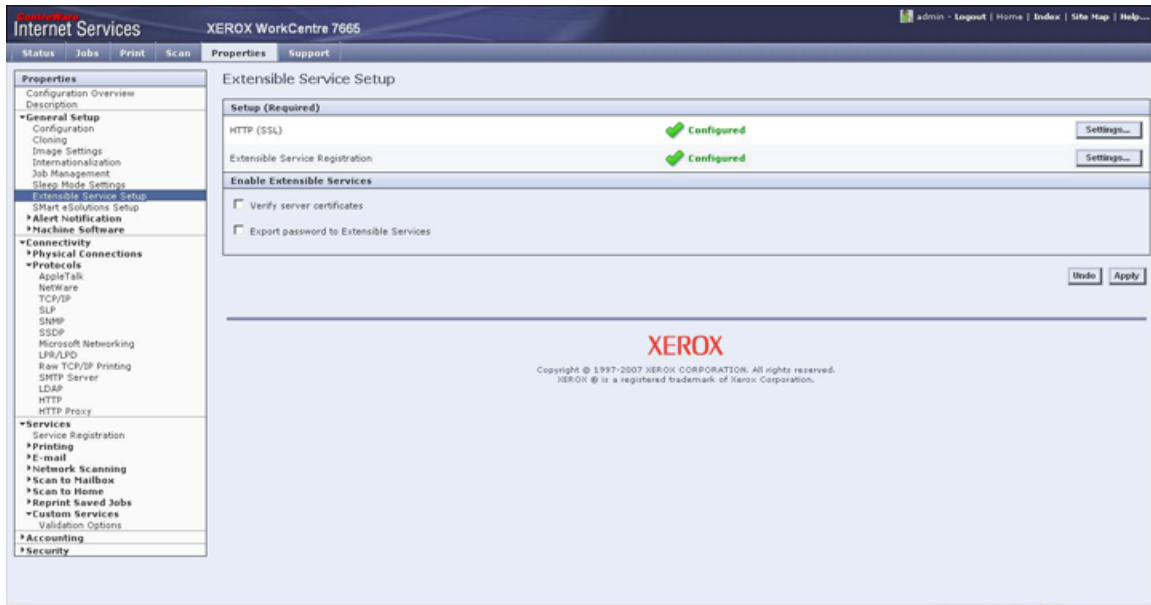 CentreWare
Internet Services
XEROX WorkCentre 7665
admin - Logout | Home | Index | Site Map | Help...
Status Jobs Print Scan Properties Support
Properties
Configuration Overview
Description
General Setup
Configuration
Cloning
Image Settings
Internationalization
Job Management
Sleep Mode Settings
Extensible Service Setup
SMart eSolutions Setup
Alert Notification
Machine Software
Connectivity
Physical Connections
Protocols
AppleTalk
NetWare
TCP/IP
SLP
SNMP
SSDP
Microsoft Networking
LPR/LPD
Raw TCP/IP Printing
SMTP Server
LDAP
HTTP
HTTP Proxy
Services
Service Registration
Printing
E-mail
Network Scanning
Scan to Mailbox
Scan to Home
Reprint Saved Jobs
Custom Services
Validation Options
Accounting
Security
Extensible Service Setup
Setup (Required)
HTTP (SSL) Configured Settings...
Extensible Service Registration Configured Settings...
Enable Extensible Services
Verify server certificates
Export password to Extensible Services
Undo Apply
XEROX
Copyright © 1997-2007 XEROX CORPORATION. All rights reserved.
XEROX ® is a registered trademark of Xerox Corporation.